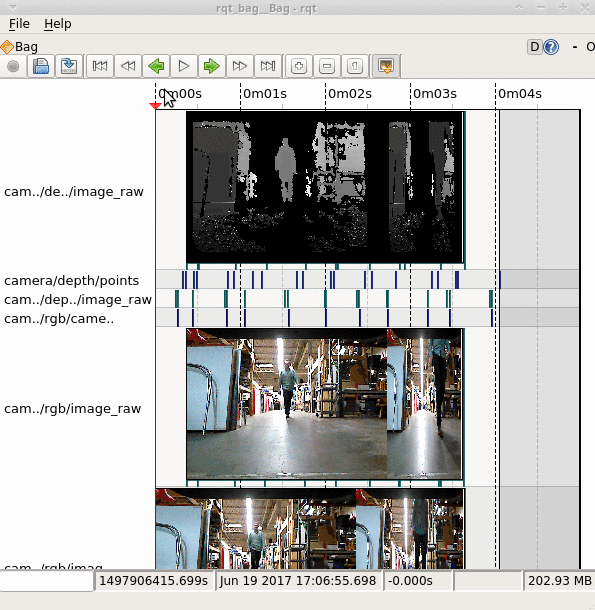 rqt_bag__Bag - rqt
File Help
Bag D ? - O
1
0m00s 0m01s 0m02s 0m03s 0m04s
cam../de../image_raw
camera/depth/points
cam../dep../image_raw
cam../rgb/came..
cam../rgb/image_raw
cam../rgb/imag
1497906415.699s Jun 19 2017 17:06:55.698 -0.000s 202.93 MB